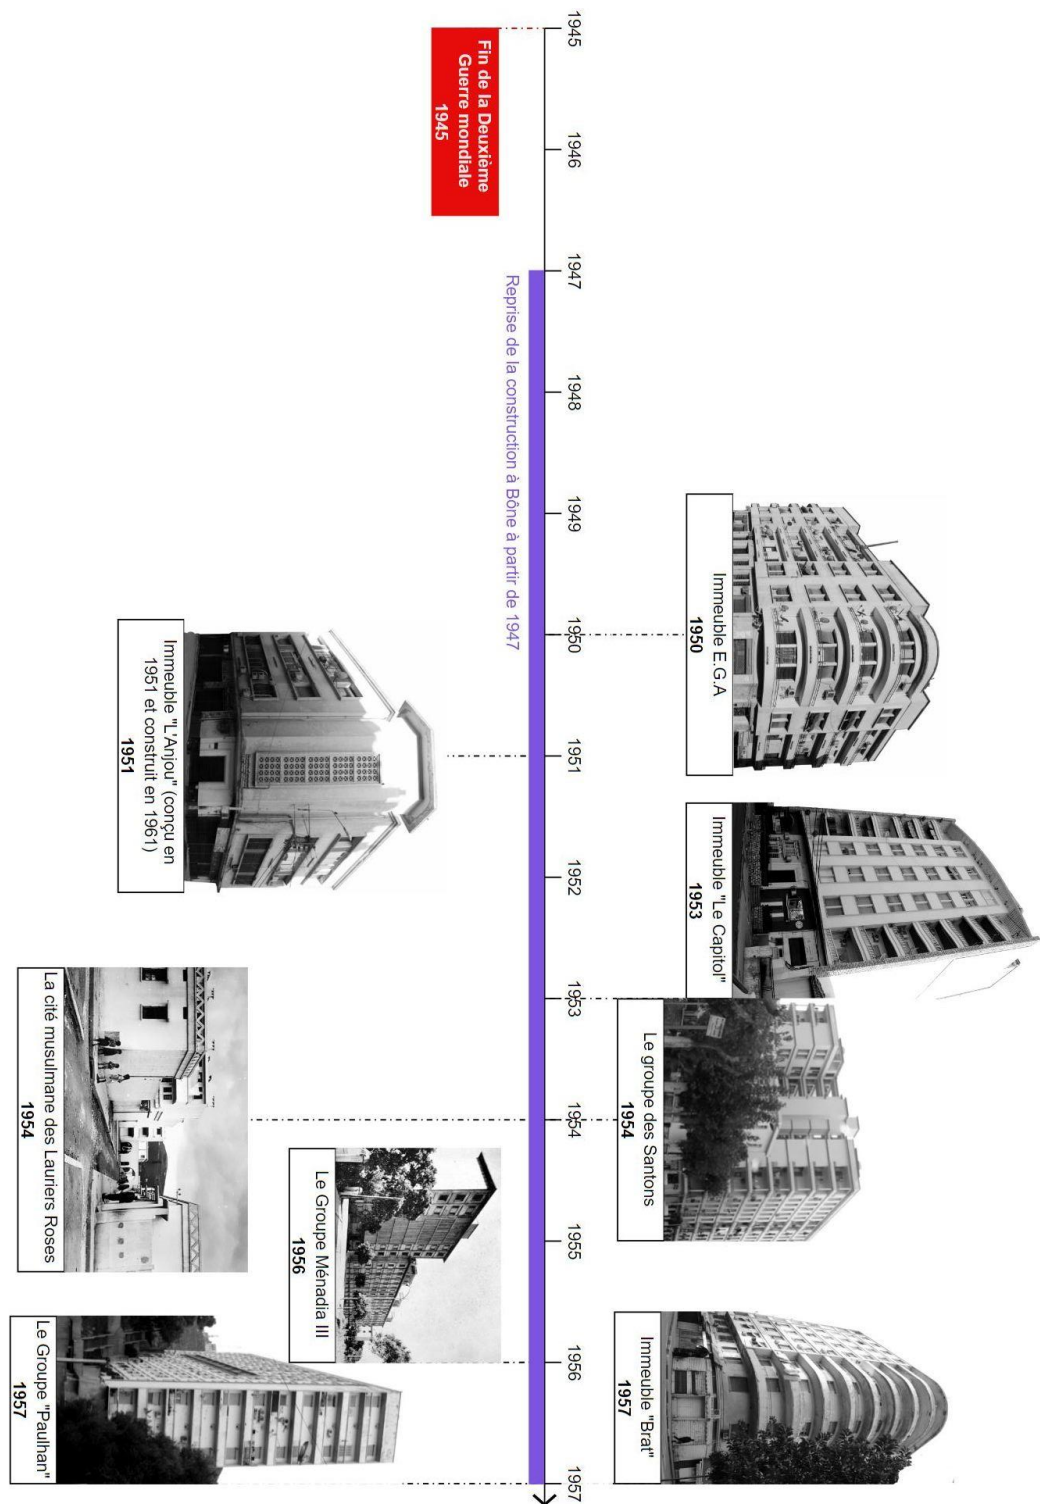 1945
1946
1947
1948
1949
1950
1951
1952
1953
1954
1955
1956
1957
Fin de la Deuxième
Guerre mondiale
1945
Reprise de la construction à Bône à partir de 1947
Immeuble E.G.A
1950
Immeuble "L'Anjou" (conçu en
1951 et construit en 1961)
1951
Immeuble "Le Capitol"
1953
Le groupe des Santons
1954
La cité musulmane des Lauriers Roses
1954
Le Groupe Ménadia III
1956
Immeuble "Brat"
1957
Le Groupe "Paulhan"
1957